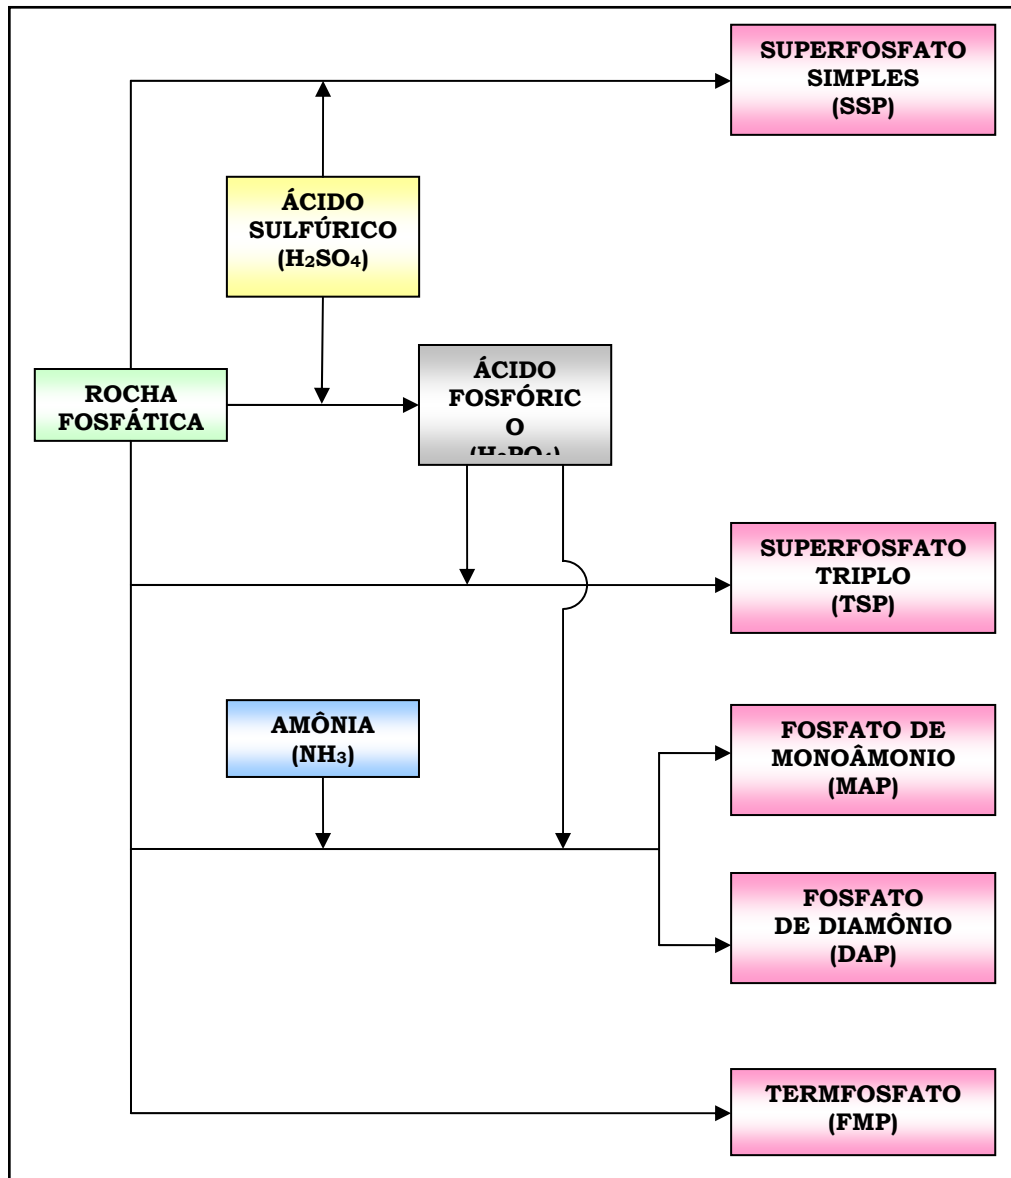 SUPERFOSFATO
SIMPLES
(SSP)
ÁCIDO
SULFÚRICO
(H₂SO₄)
ROCHA
FOSFÁTICA
ÁCIDO
FOSFÓRIC
O
(H₃PO₄)
SUPERFOSFATO
TRIPLO
(TSP)
AMÔNIA
(NH₃)
FOSFATO DE
MONOÂMONIO
(MAP)
FOSFATO
DE DIAMÔNIO
(DAP)
TERMFOSFATO
(FMP)